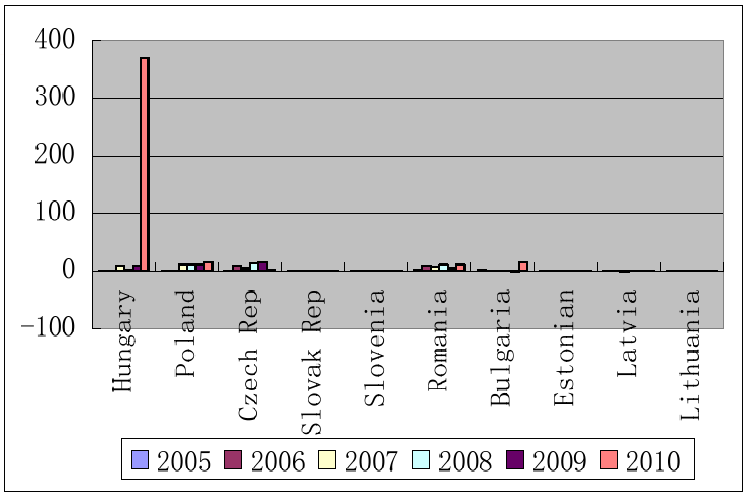 400
300
200
100
0
-100
Hungary
Poland
Czech Rep
Slovak Rep
Slovenia
Romania
Bulgaria
Estonian
Latvia
Lithuania
2005 2006 2007 2008 2009 2010